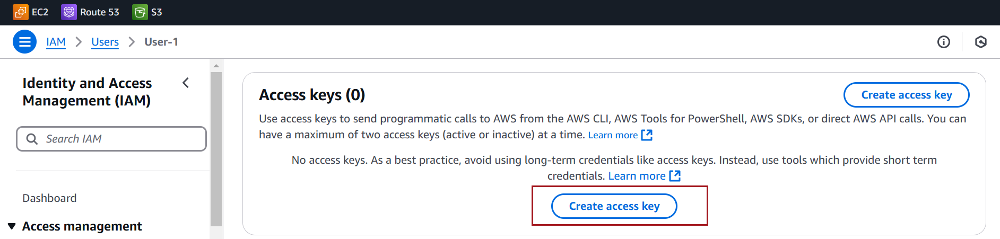 EC2 Route 53 S3
IAM Users User-1
Identity and Access
Management (IAM)
Search IAM
Dashboard
Access management
Access keys (0)
Create access key
Use access keys to send programmatic calls to AWS from the AWS CLI, AWS Tools for PowerShell, AWS SDKs, or direct AWS API calls. You can
have a maximum of two access keys (active or inactive) at a time. Learn more
No access keys. As a best practice, avoid using long-term credentials like access keys. Instead, use tools which provide short term
credentials. Learn more
Create access key